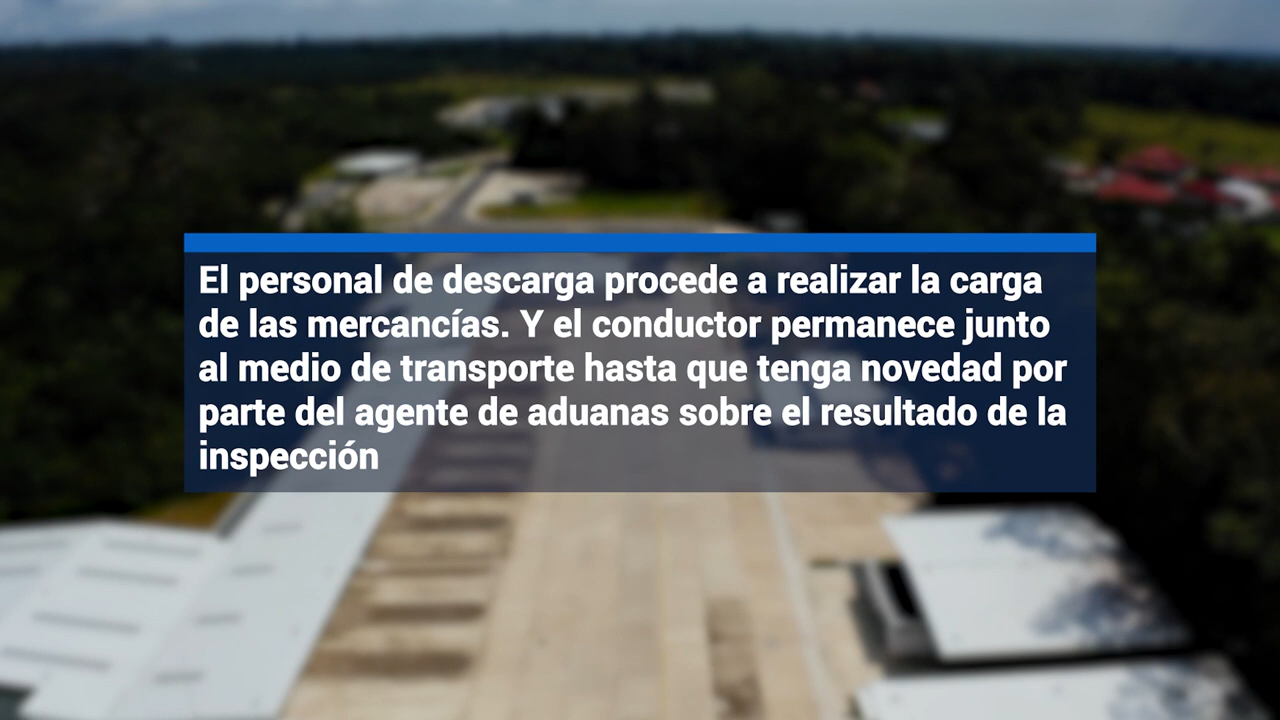 El personal de descarga procede a realizar la carga
de las mercancías. Y el conductor permanece junto
al medio de transporte hasta que tenga novedad por
parte del agente de aduanas sobre el resultado de la
inspección